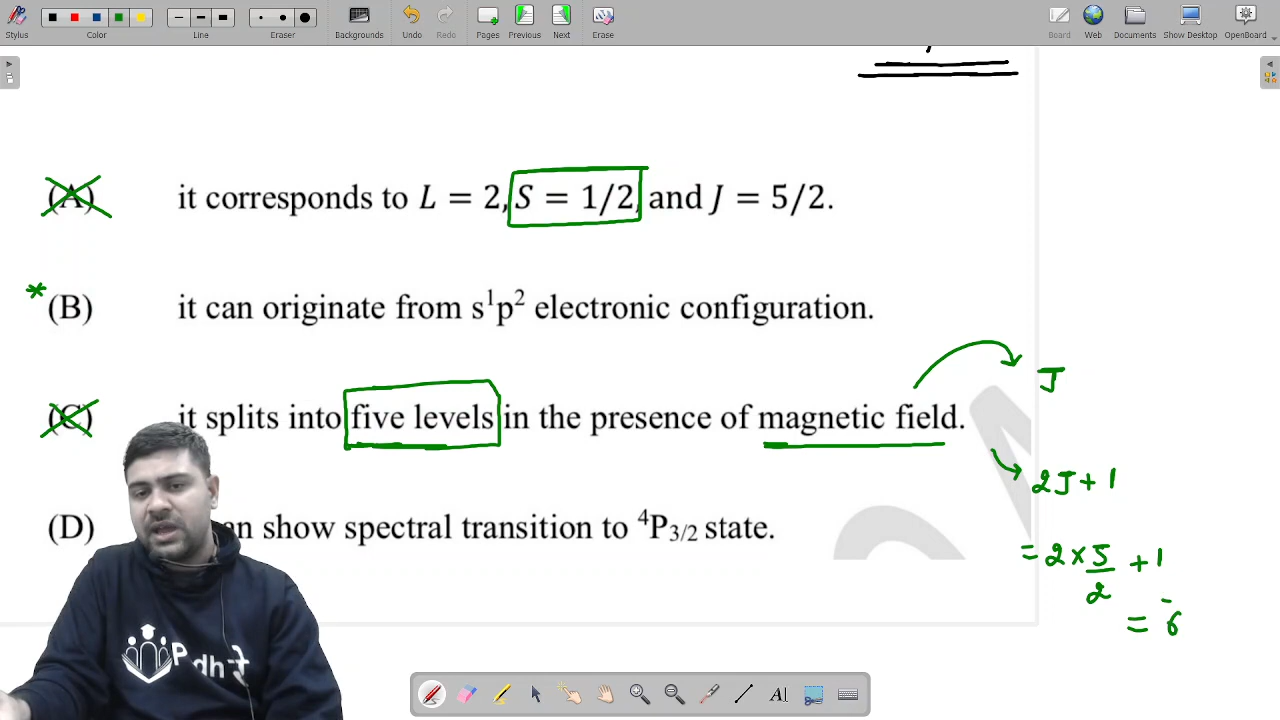 Stylus Color Line Eraser Backgrounds Undo Redo Pages Previous Next Erase Board Web Documents Show Desktop OpenBoard
(A) it corresponds to L = 2, S = 1/2, and J = 5/2.
* (B) it can originate from s¹p² electronic configuration.
J
(C) it splits into five levels in the presence of magnetic field.
2J + 1
(D) an show spectral transition to ⁴P₃/₂ state.
= 2 × 5/2 + 1
= 6
Pdh
AI